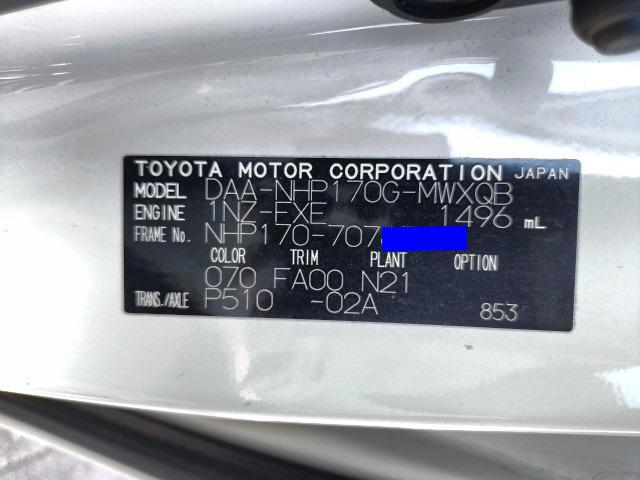 TOYOTA MOTOR CORPORATION JAPAN
MODEL DAA-NHP170G-MWXQB
ENGINE 1NZ-FXE 1496 mL
FRAME No. NHP170-707
COLOR TRIM PLANT OPTION
070 FA00 N21
TRANS./AXLE P510 -02A 853